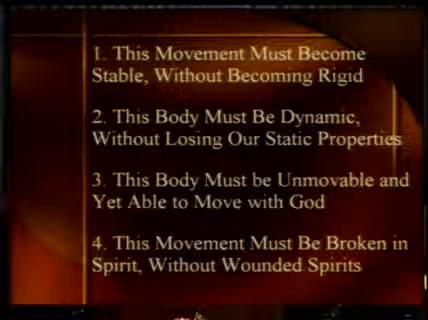 1. This Movement Must Become
Stable, Without Becoming Rigid
2. This Body Must Be Dynamic,
Without Losing Our Static Properties
3. This Body Must be Unmovable and
Yet Able to Move with God
4. This Movement Must Be Broken in
Spirit, Without Wounded Spirits